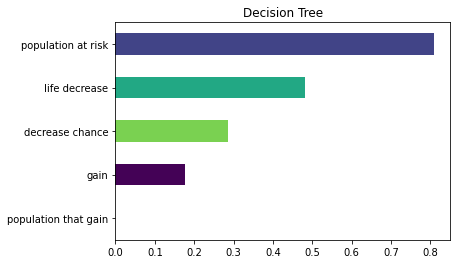 Decision Tree
population at risk
life decrease
decrease chance
gain
population that gain
0.0 0.1 0.2 0.3 0.4 0.5 0.6 0.7 0.8